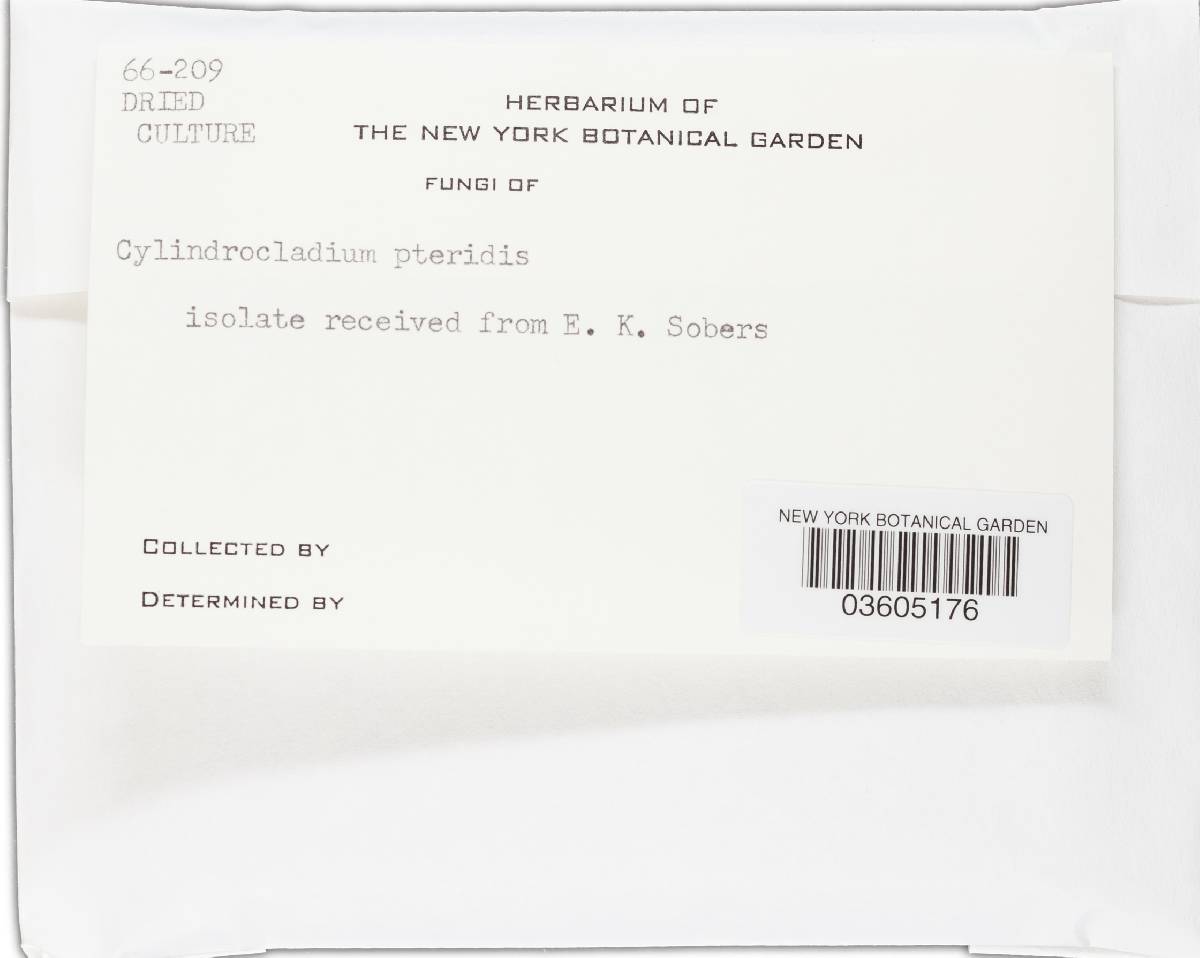 66-209
DRIED
CULTURE
HERBARIUM OF
THE NEW YORK BOTANICAL GARDEN
FUNGI OF
Cylindrocladium pteridis
isolate received from E. K. Sobers
COLLECTED BY
DETERMINED BY
NEW YORK BOTANICAL GARDEN
03605176